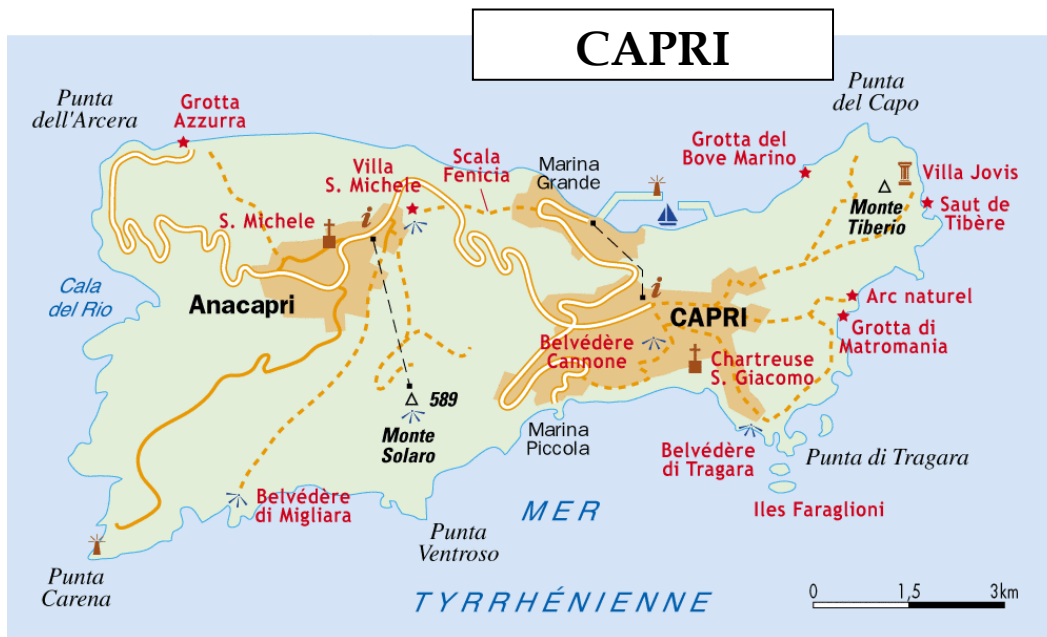 CAPRI
Punta
dell'Arcera
Grotta
Azzurra
Punta
del Capo
Villa
S. Michele
Scala
Fenicia
Marina
Grande
Grotta del
Bove Marino
Villa Jovis
Monte
Tiberio
Saut de
Tibère
S. Michele
i
Cala
del Rio
Anacapri
i
CAPRI
Arc naturel
Grotta di
Matromania
Belvédère
Cannone
Chartreuse
S. Giacomo
589
Monte
Solaro
Marina
Piccola
Belvédère
di Tragara
Punta di Tragara
Belvédère
di Migliara
Iles Faraglioni
MER
Punta
Ventroso
Punta
Carena
TYRRHÉNIENNE
0 1,5 3km